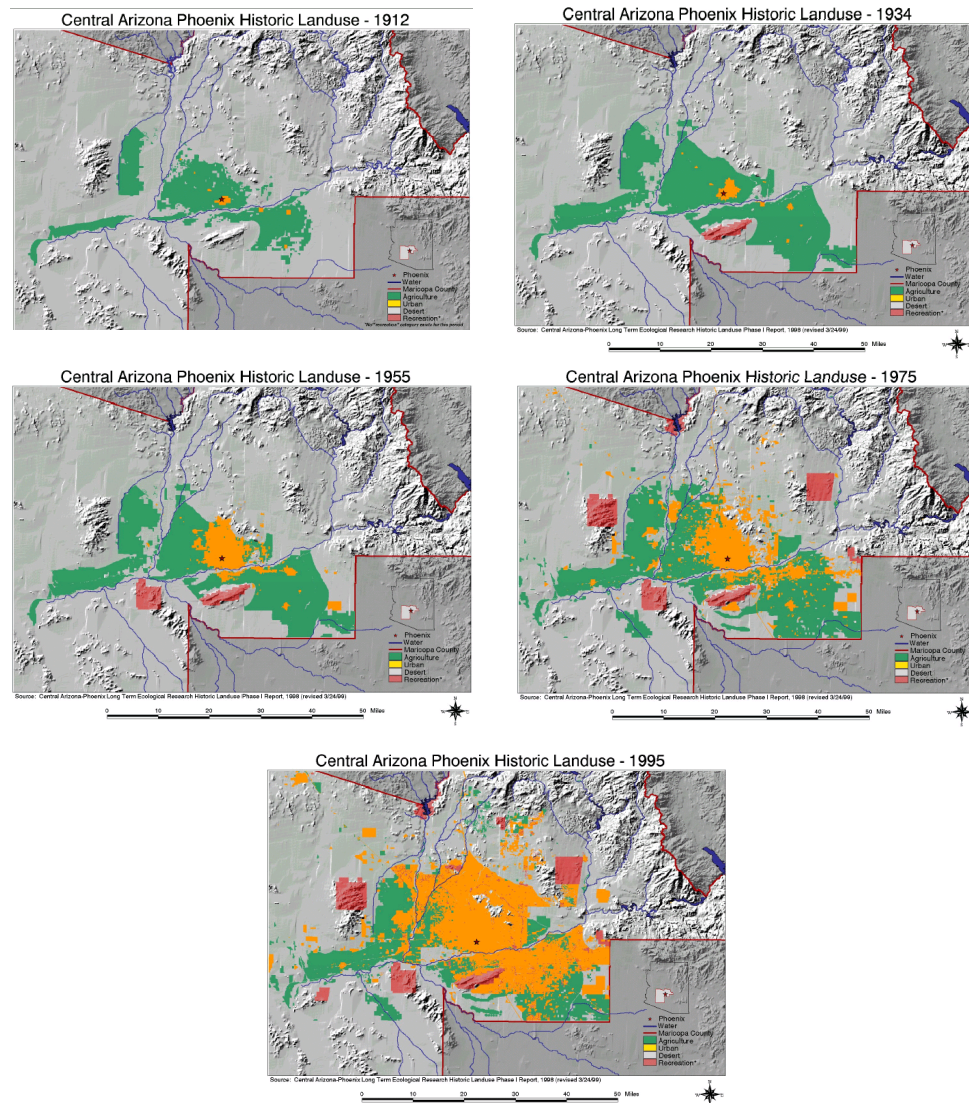 Central Arizona Phoenix Historic Landuse - 1912
Phoenix
Water
Maricopa County
Agriculture
Urban
Desert
Recreation*
Central Arizona Phoenix Historic Landuse - 1934
Phoenix
Water
Maricopa County
Agriculture
Urban
Desert
Recreation*
Source: Central Arizona-Phoenix Long Term Ecological Research Historic Landuse Phase I Report, 1998 (revised 3/24/99)
0 10 20 30 40 50 Miles
Central Arizona Phoenix Historic Landuse - 1955
Phoenix
Water
Maricopa County
Agriculture
Urban
Desert
Recreation*
Source: Central Arizona-Phoenix Long Term Ecological Research Historic Landuse Phase I Report, 1998 (revised 3/24/99)
0 10 20 30 40 50 Miles
Central Arizona Phoenix Historic Landuse - 1975
Phoenix
Water
Maricopa County
Agriculture
Urban
Desert
Recreation*
Source: Central Arizona-Phoenix Long Term Ecological Research Historic Landuse Phase I Report, 1998 (revised 3/24/99)
0 10 20 30 40 50 Miles
Central Arizona Phoenix Historic Landuse - 1995
Phoenix
Water
Maricopa County
Agriculture
Urban
Desert
Recreation*
Source: Central Arizona-Phoenix Long Term Ecological Research Historic Landuse Phase I Report, 1998 (revised 3/24/99)
0 10 20 30 40 50 Miles